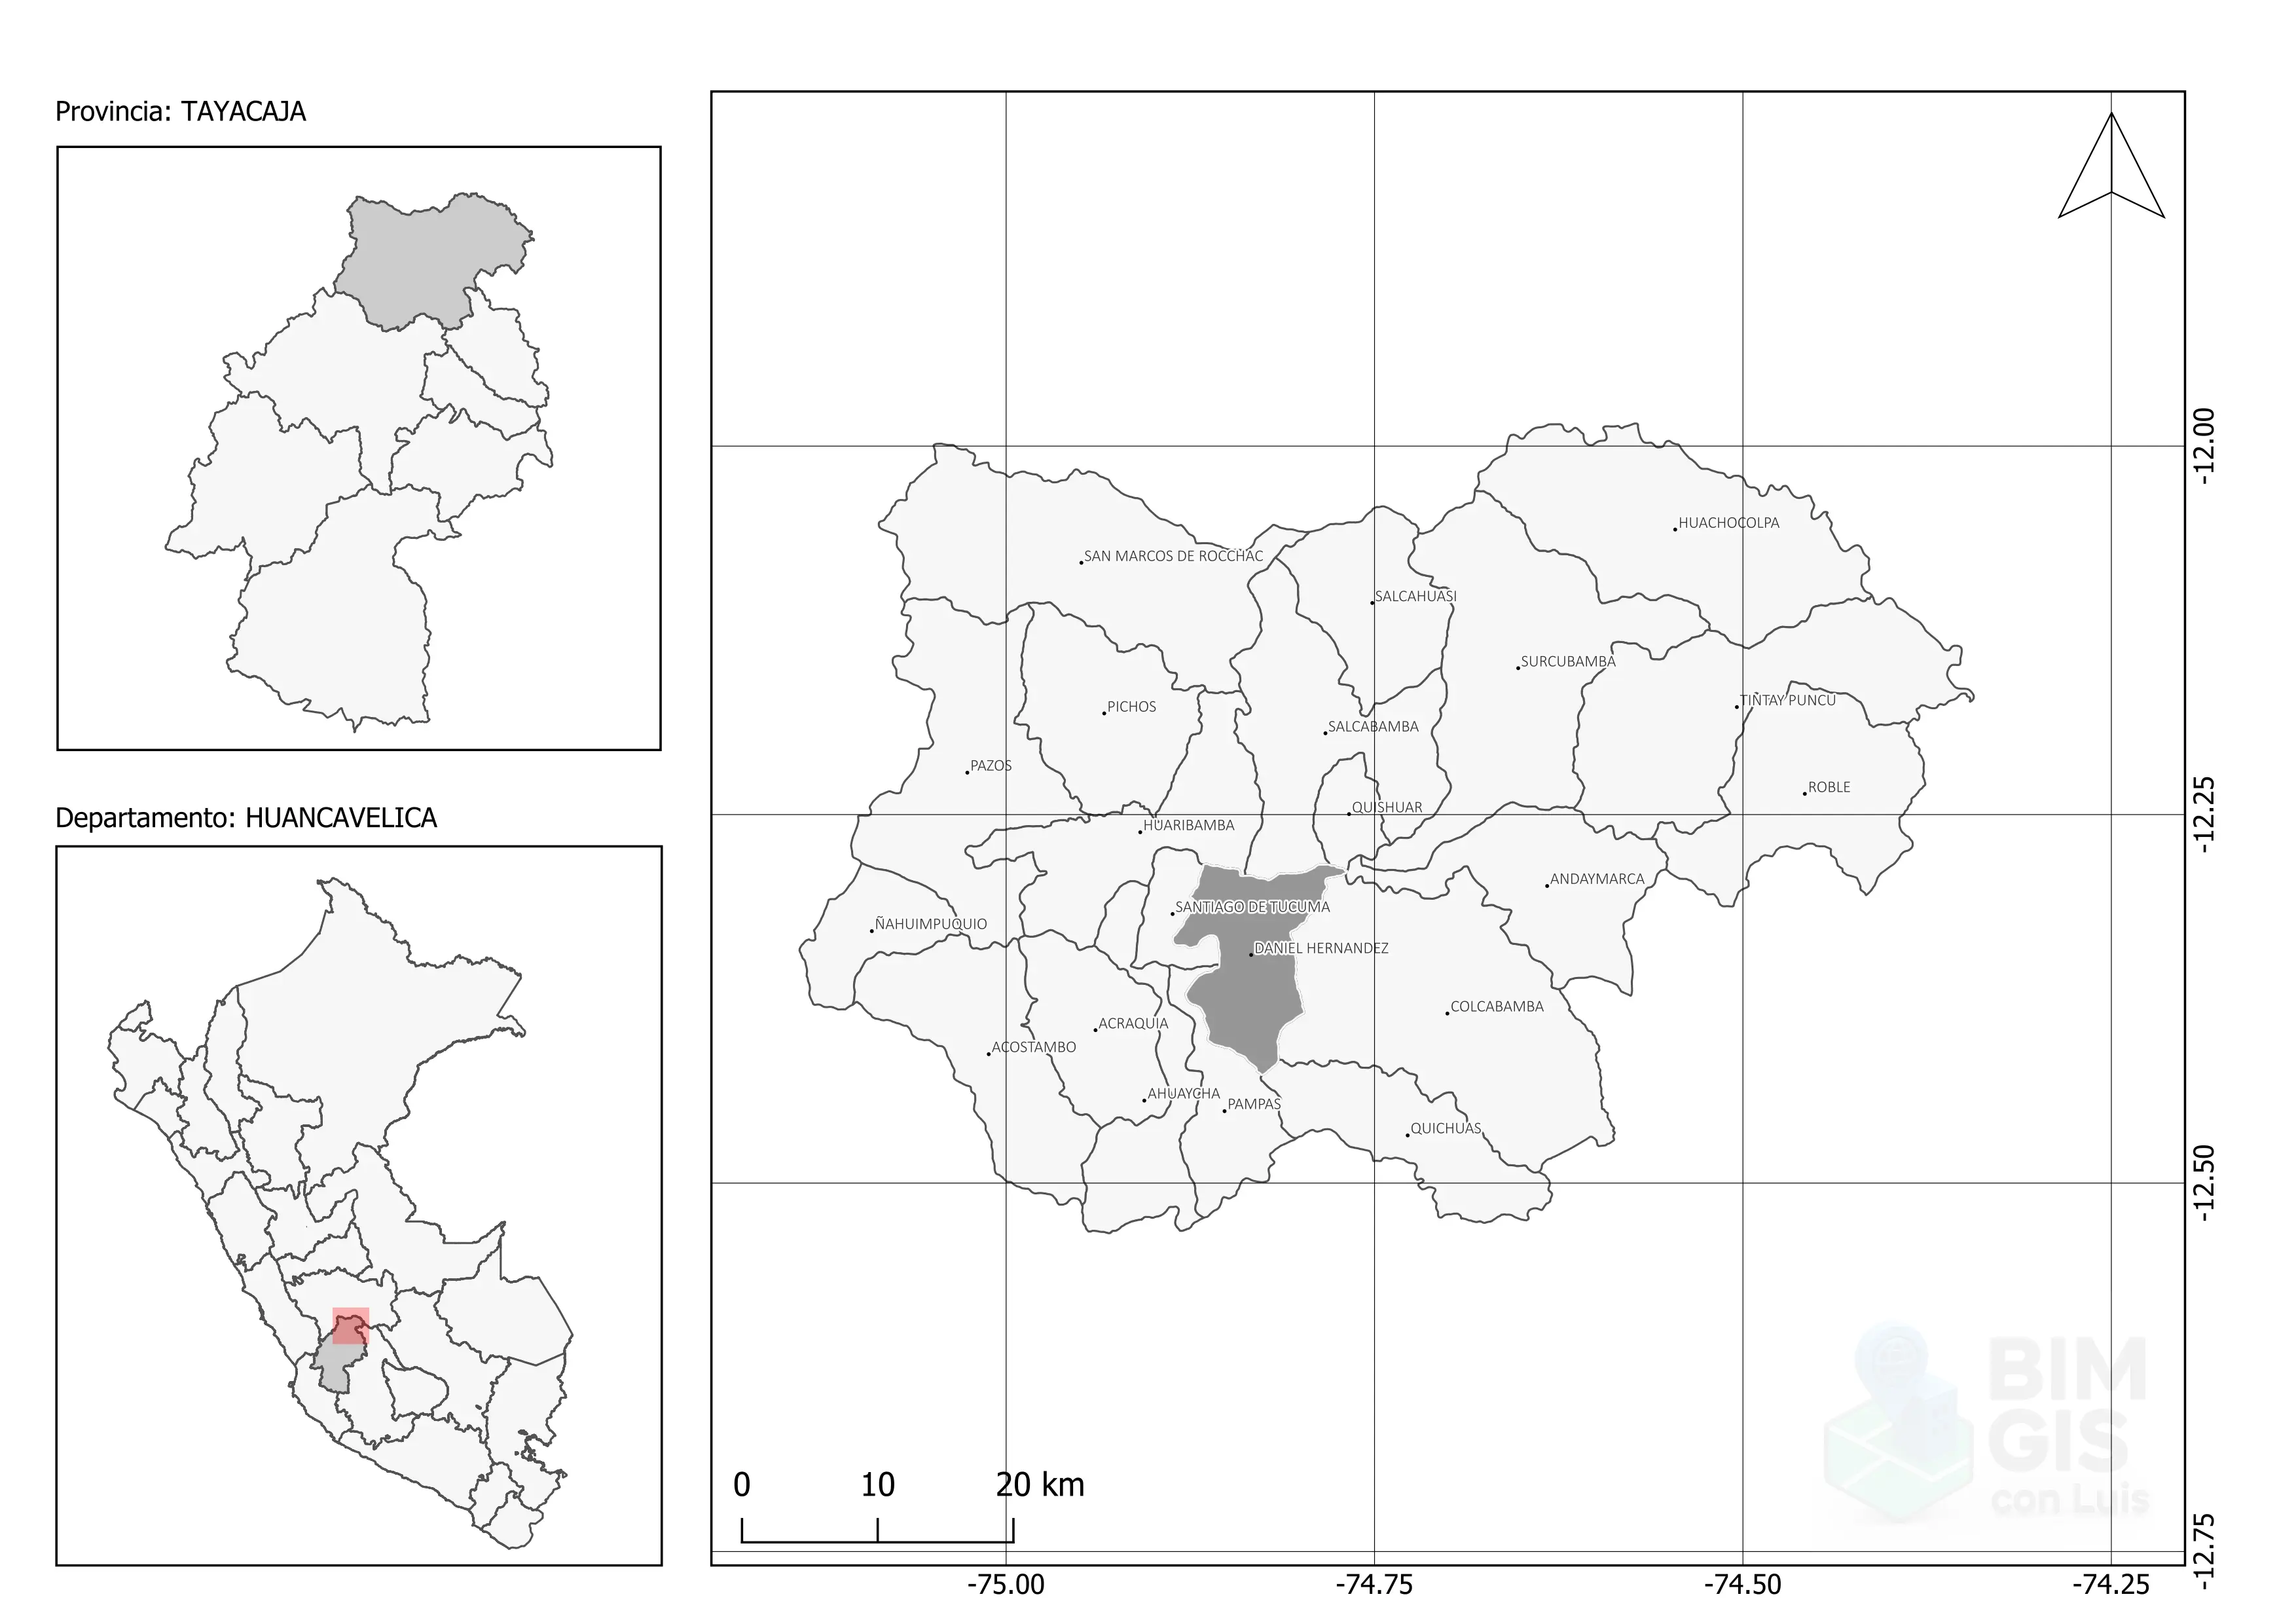 Provincia: TAYACAJA
Departamento: HUANCAVELICA
HUACHOCOLPA
SAN MARCOS DE ROCCHAC
SALCAHUASI
SURCUBAMBA
TINTAY PUNCU
PICHOS
SALCABAMBA
PAZOS
ROBLE
QUISHUAR
HUARIBAMBA
ANDAYMARCA
SANTIAGO DE TUCUMA
ÑAHUIMPUQUIO
DANIEL HERNANDEZ
COLCABAMBA
ACRAQUIA
ACOSTAMBO
AHUAYCHA
PAMPAS
QUICHUAS
-12.00
-12.25
-12.50
-12.75
BIM
GIS
con Luis
0 10 20 km
-75.00 -74.75 -74.50 -74.25